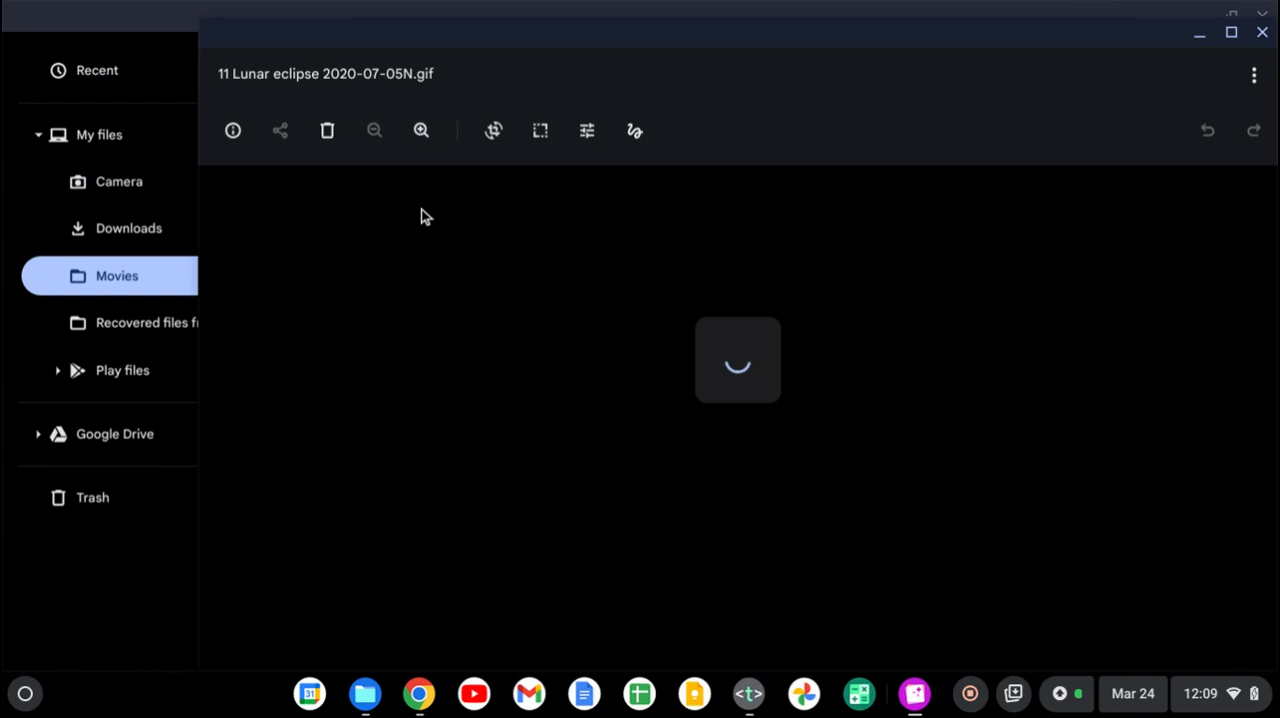 Recent
11 Lunar eclipse 2020-07-05N.gif
My files
Camera
Downloads
Movies
Recovered files f
Play files
Google Drive
Trash
31
<t>
Mar 24
12:09